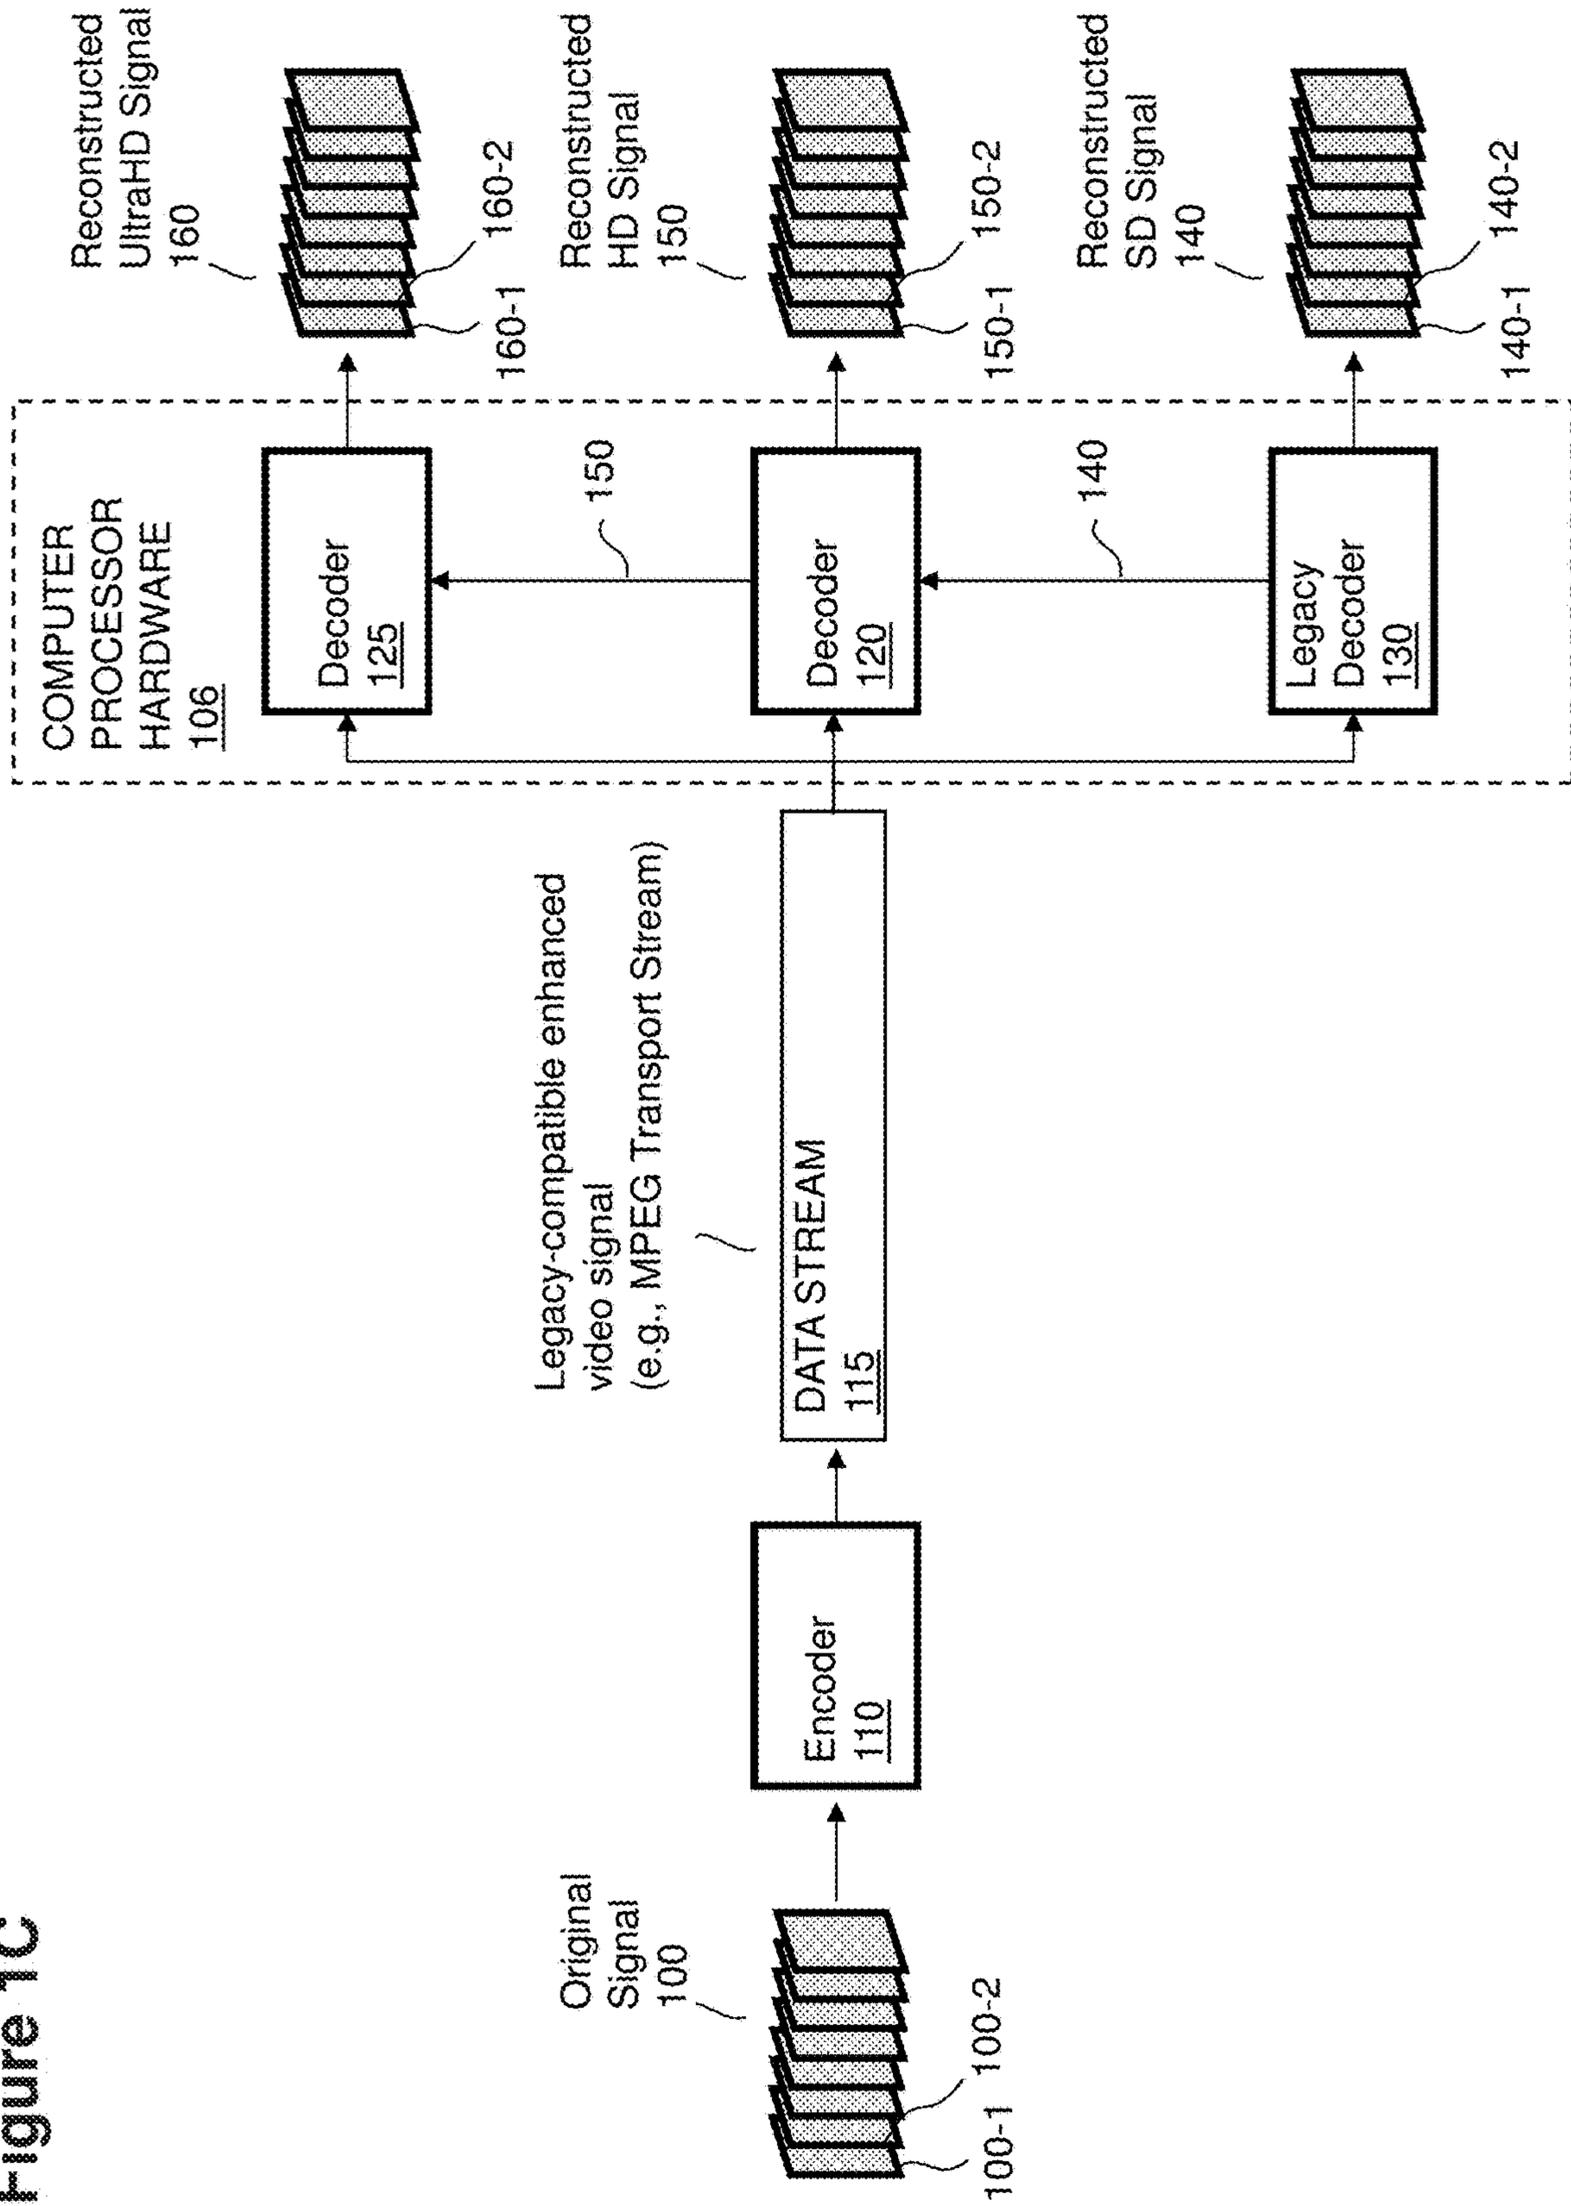 Figure 1C
Original
Signal
100
100-1
100-2
Encoder
110
Legacy-compatible enhanced
video signal
(e.g., MPEG Transport Stream)
DATA STREAM
115
COMPUTER
PROCESSOR
HARDWARE
106
Decoder
125
150
Decoder
120
140
Legacy
Decoder
130
Reconstructed
UltraHD Signal
160
160-1
160-2
Reconstructed
HD Signal
150
150-1
150-2
Reconstructed
SD Signal
140
140-1
140-2